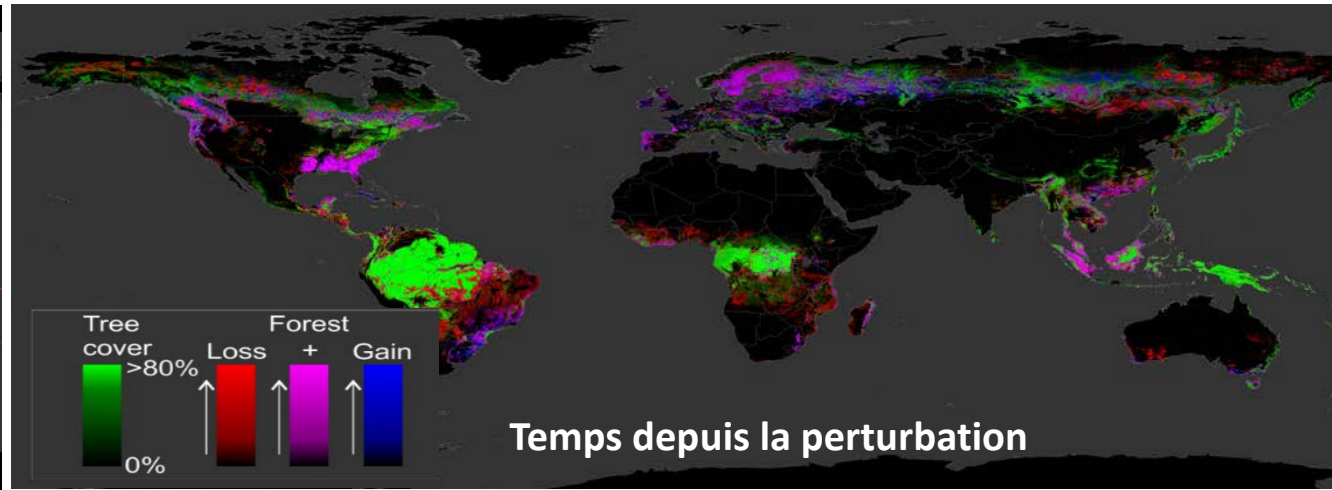 Tree Forest
cover Loss + Gain
>80%
0%
Temps depuis la perturbation